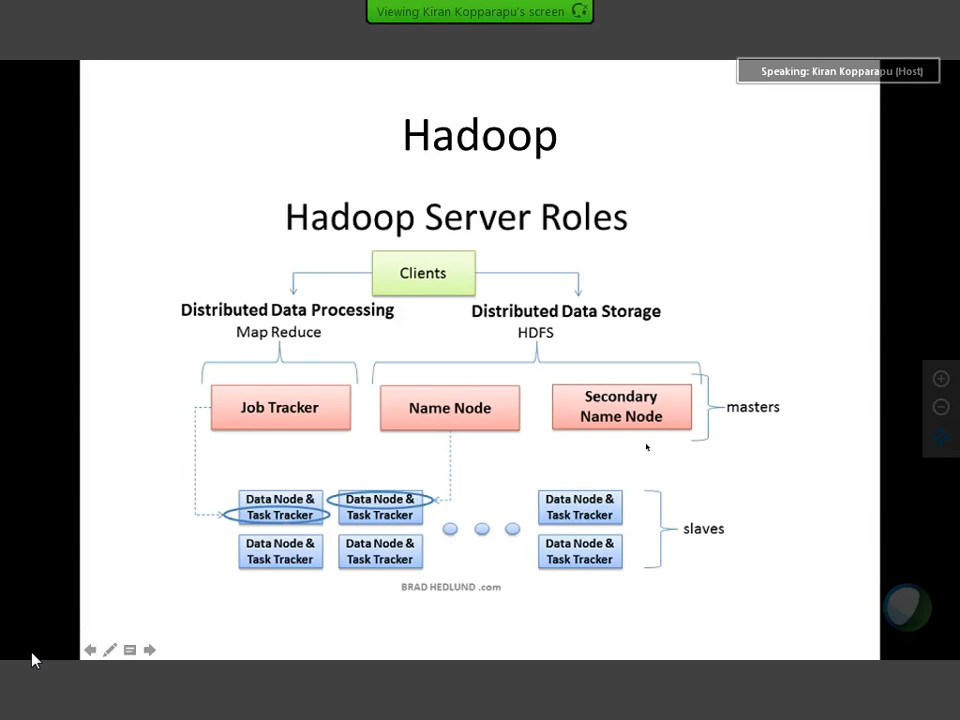 Viewing Kiran Kopparapu's screen
Speaking: Kiran Kopparapu (Host)
Hadoop
Hadoop Server Roles
Clients
Distributed Data Processing
Map Reduce
Distributed Data Storage
HDFS
Job Tracker
Name Node
Secondary
Name Node
masters
Data Node &
Task Tracker
Data Node &
Task Tracker
Data Node &
Task Tracker
Data Node &
Task Tracker
Data Node &
Task Tracker
Data Node &
Task Tracker
slaves
BRAD HEDLUND .com